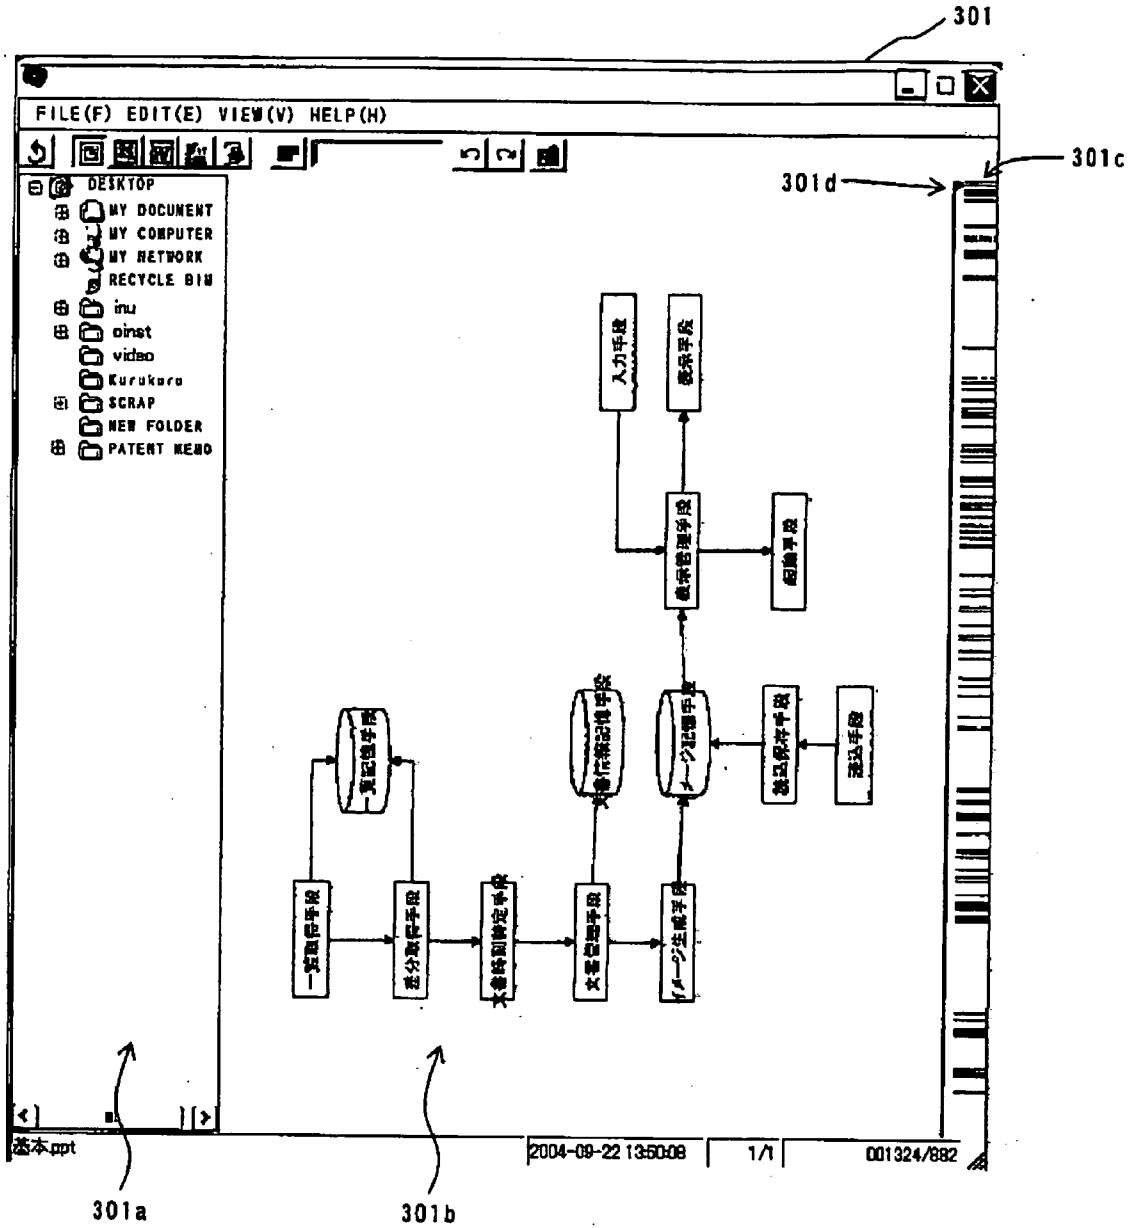 301
FILE(F) EDIT(E) VIEW(V) HELP(H)
301c
301d
DESKTOP
MY DOCUMENT
MY COMPUTER
MY NETWORK
RECYCLE BIN
inu
oinst
video
Kurukuru
SCRAP
NEW FOLDER
PATENT MEMO
入力手段
表示手段
表示管理手段
起動手段
一覧記憶手段
文書情報記憶手段
イメージ記憶手段
読込保存手段
読込手段
一覧取得手段
差分取得手段
文書時刻特定手段
文書管理手段
イメージ生成手段
基本.ppt
2004-09-22 13:50:08
1/1
001324/882
301a
301b